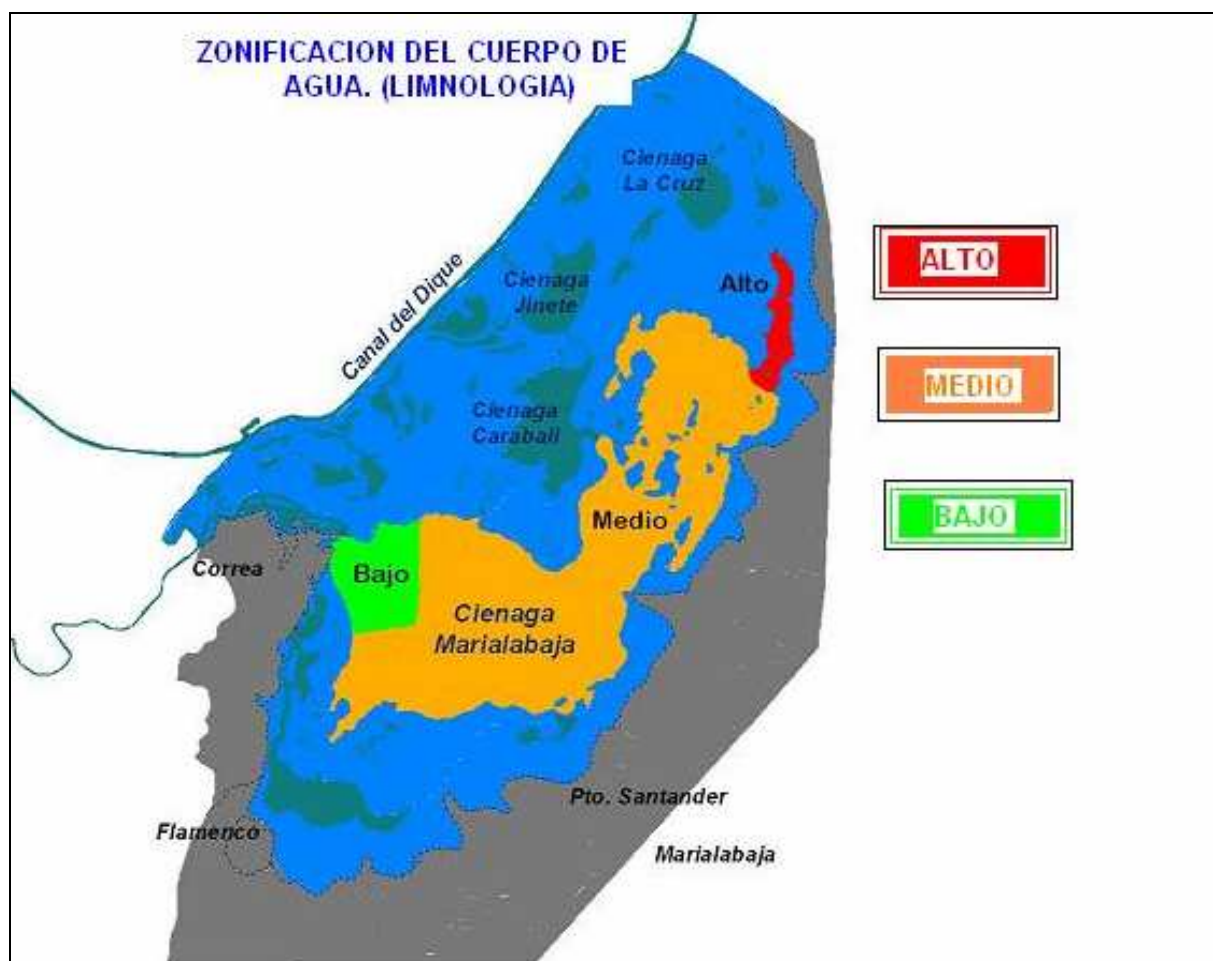 ZONIFICACION DEL CUERPO DE
AGUA. (LIMNOLOGIA)
Cienaga
La Cruz
Canal del Dique
Cienaga
Jinete
Alto
ALTO
MEDIO
Cienaga
Carabali
Medio
BAJO
Correa
Bajo
Cienaga
Marialabaja
Pto. Santander
Flamenco
Marialabaja